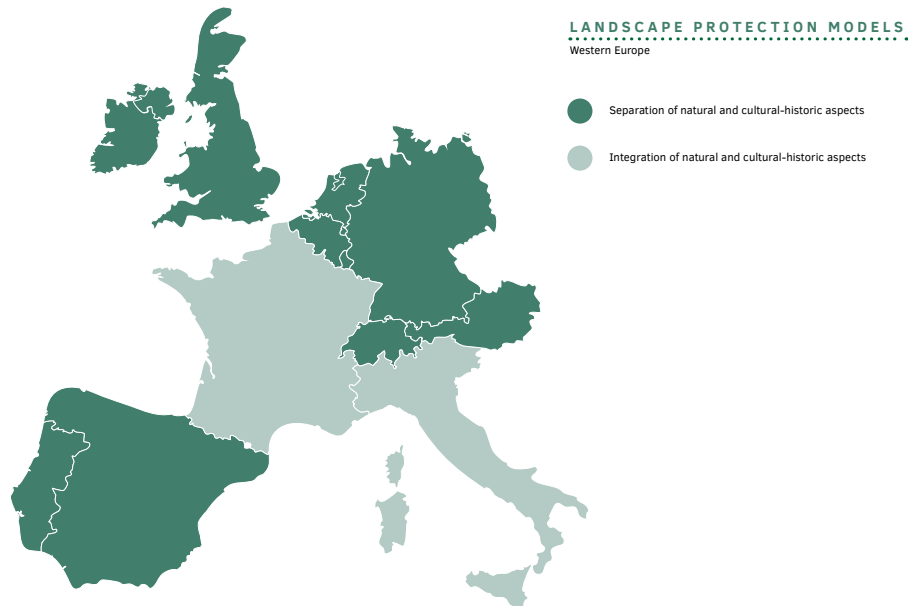 LANDSCAPE PROTECTION MODELS
Western Europe
Separation of natural and cultural-historic aspects
Integration of natural and cultural-historic aspects